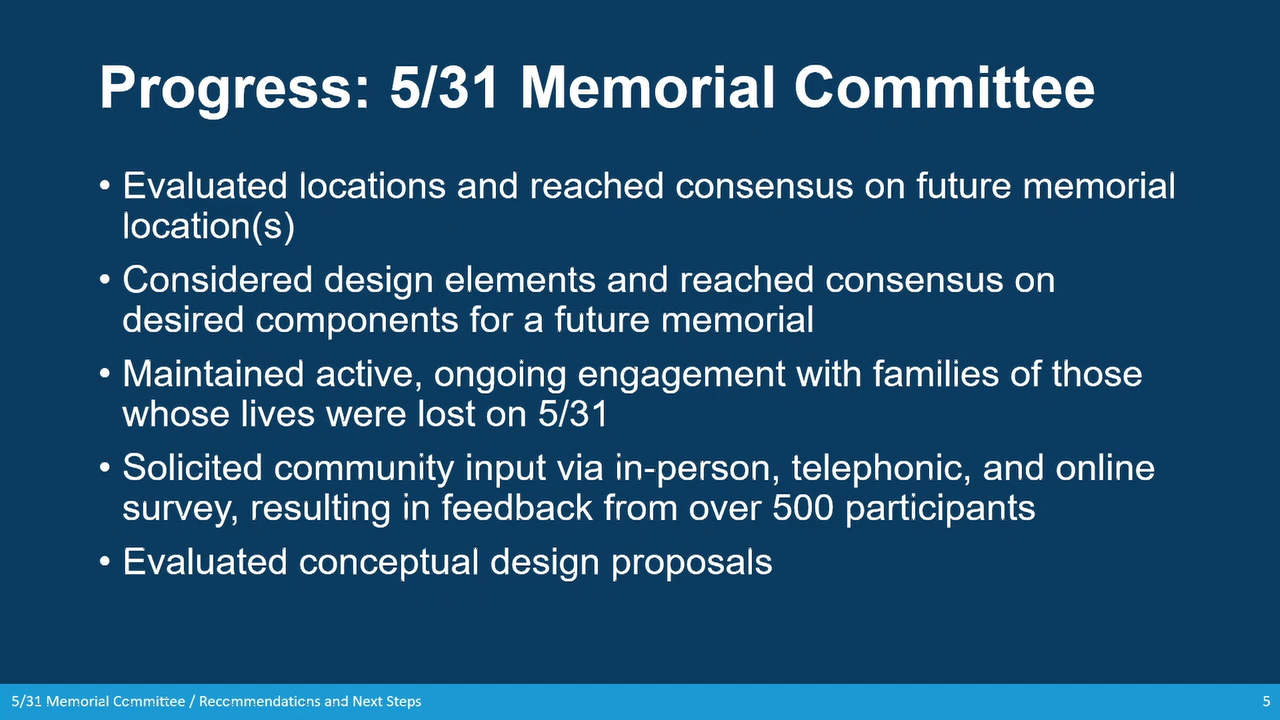 Progress: 5/31 Memorial Committee
• Evaluated locations and reached consensus on future memorial
location(s)
• Considered design elements and reached consensus on
desired components for a future memorial
• Maintained active, ongoing engagement with families of those
whose lives were lost on 5/31
• Solicited community input via in-person, telephonic, and online
survey, resulting in feedback from over 500 participants
• Evaluated conceptual design proposals
5/31 Memorial Committee / Recommendations and Next Steps
5